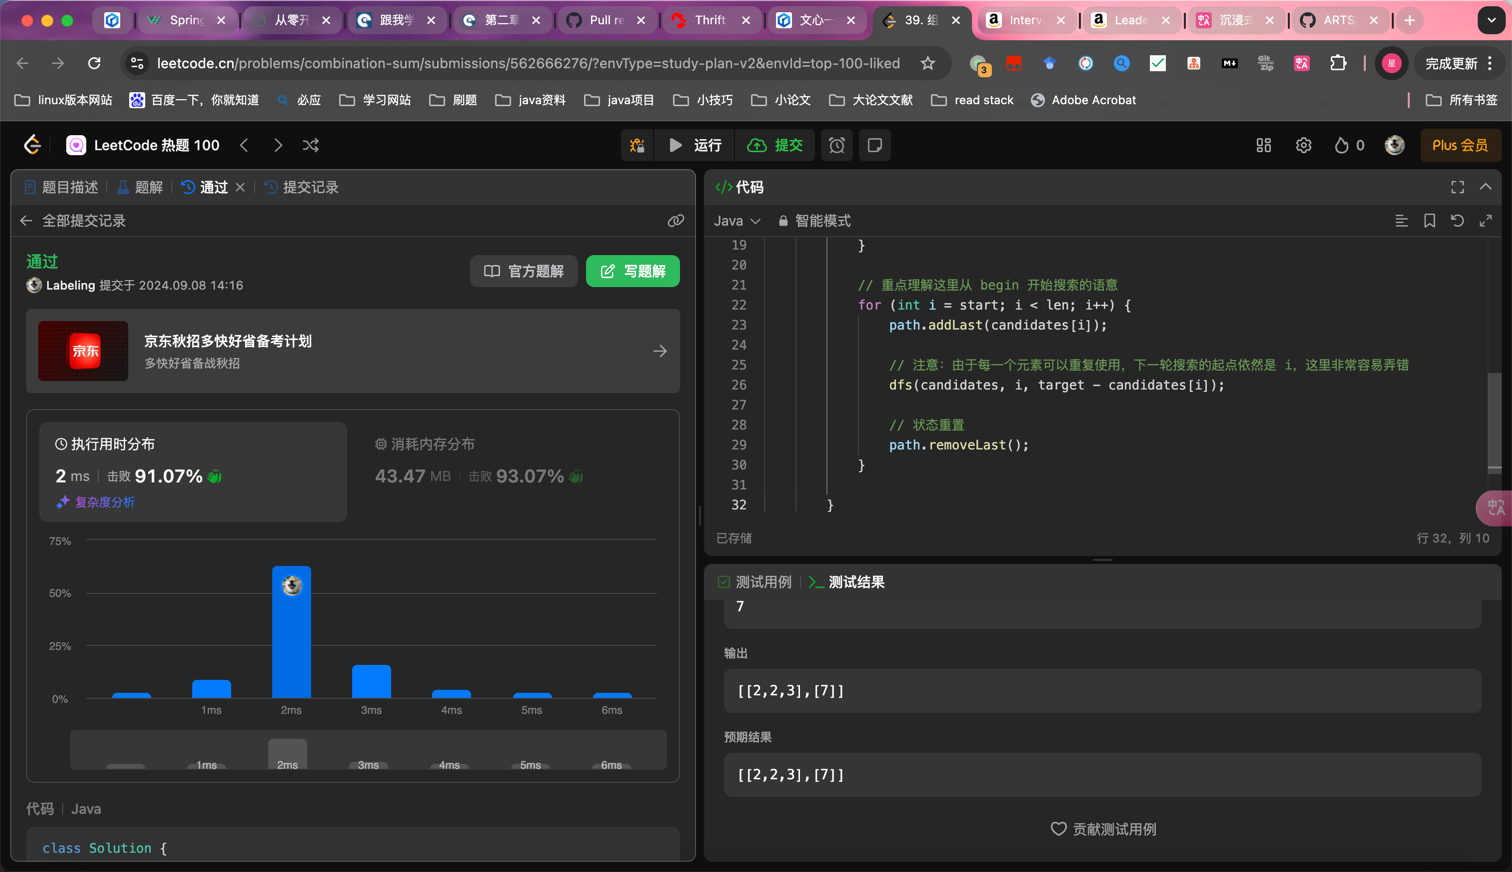 Spring
从零开
跟我学
第二章
Pull re
Thrift
文心一
39. 组
Interv
Leade
沉浸式
ARTS
leetcode.cn/problems/combination-sum/submissions/562666276/?envType=study-plan-v2&envId=top-100-liked
3
星
完成更新
linux版本网站
百度一下，你就知道
必应
学习网站
刷题
java资料
java项目
小技巧
小论文
大论文文献
read stack
Adobe Acrobat
所有书签
LeetCode 热题 100
运行
提交
0
Plus 会员
题目描述
题解
通过
提交记录
全部提交记录
通过
Labeling 提交于 2024.09.08 14:16
官方题解
写题解
京东
京东秋招多快好省备考计划
多快好省备战秋招
执行用时分布
2 ms
击败 91.07%
复杂度分析
消耗内存分布
43.47 MB
击败 93.07%
75%
50%
25%
0%
1ms
2ms
3ms
4ms
5ms
6ms
1ms
2ms
3ms
4ms
5ms
6ms
代码
Java
class Solution {
</> 代码
Java
智能模式
19 }
20
21 // 重点理解这里从 begin 开始搜索的语意
22 for (int i = start; i < len; i++) {
23 path.addLast(candidates[i]);
24
25 // 注意：由于每一个元素可以重复使用，下一轮搜索的起点依然是 i，这里非常容易弄错
26 dfs(candidates, i, target - candidates[i]);
27
28 // 状态重置
29 path.removeLast();
30 }
31
32 }
已存储
行 32，列 10
测试用例
测试结果
7
输出
[[2,2,3],[7]]
预期结果
[[2,2,3],[7]]
贡献测试用例